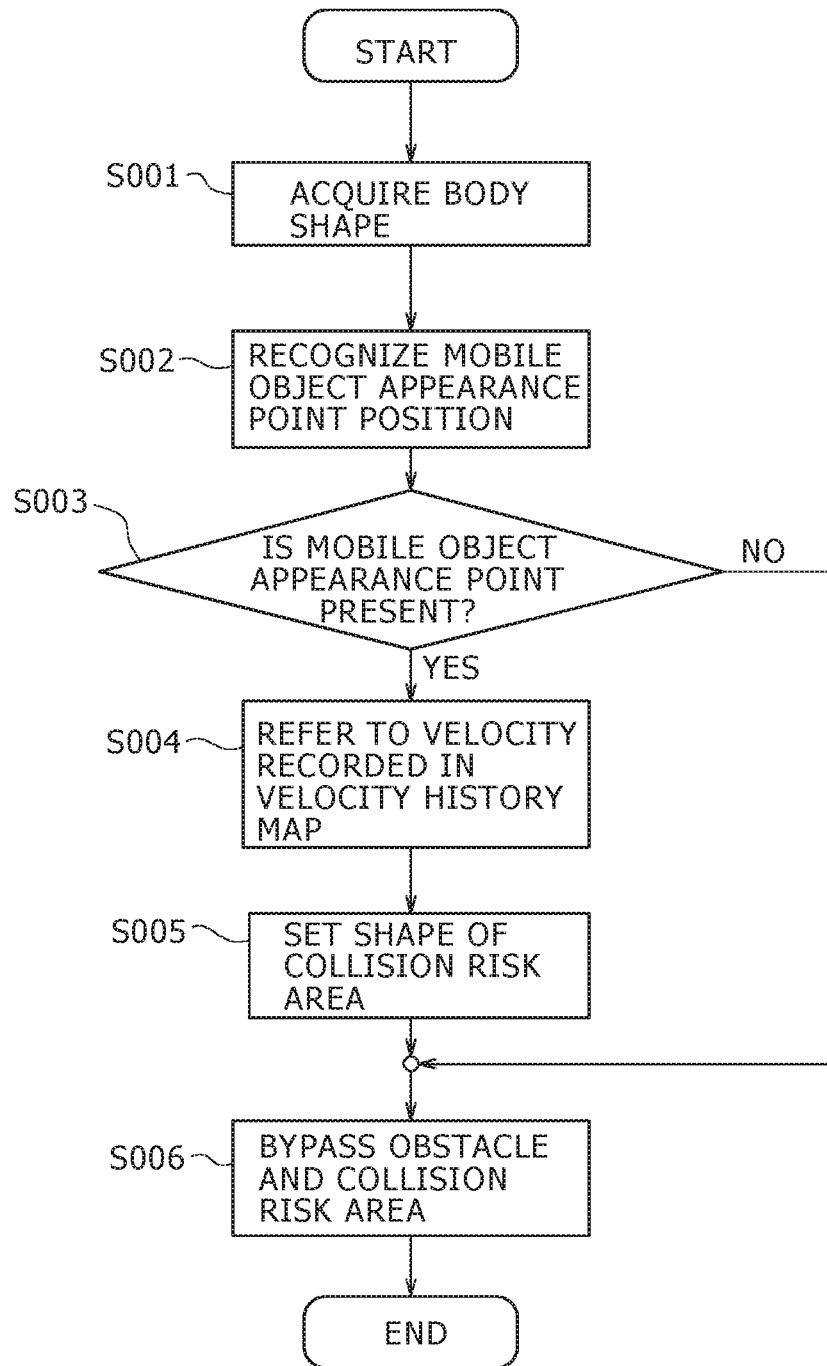 START
S001
ACQUIRE BODY
SHAPE
S002
RECOGNIZE MOBILE
OBJECT APPEARANCE
POINT POSITION
S003
IS MOBILE OBJECT
APPEARANCE POINT
PRESENT?
NO
YES
S004
REFER TO VELOCITY
RECORDED IN
VELOCITY HISTORY
MAP
S005
SET SHAPE OF
COLLISION RISK
AREA
S006
BYPASS OBSTACLE
AND COLLISION
RISK AREA
END